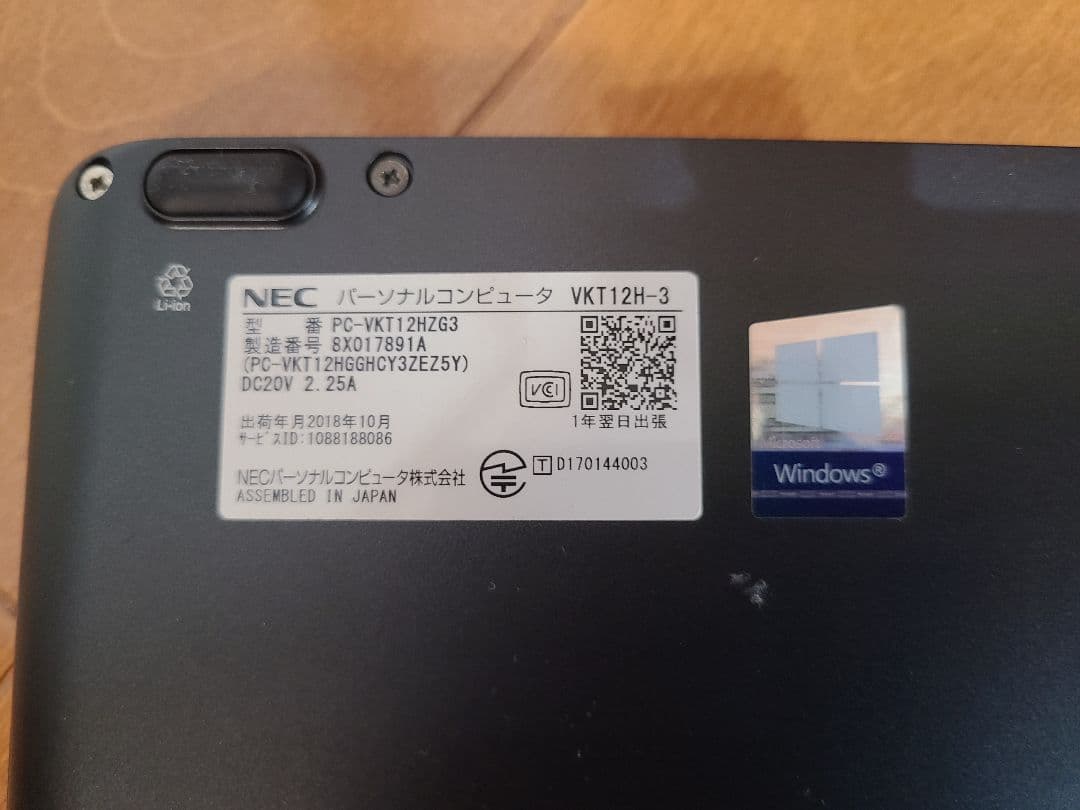 Li-ion
NEC パーソナルコンピュータ VKT12H-3
型 番 PC-VKT12HZG3
製造番号 8X017891A
(PC-VKT12HGGHCY3ZEZ5Y)
DC20V 2.25A
VCI
1年翌日出張
出荷年月2018年10月
サービスID:1088188086
NECパーソナルコンピュータ株式会社
T D170144003
ASSEMBLED IN JAPAN
Microsoft
Windows®